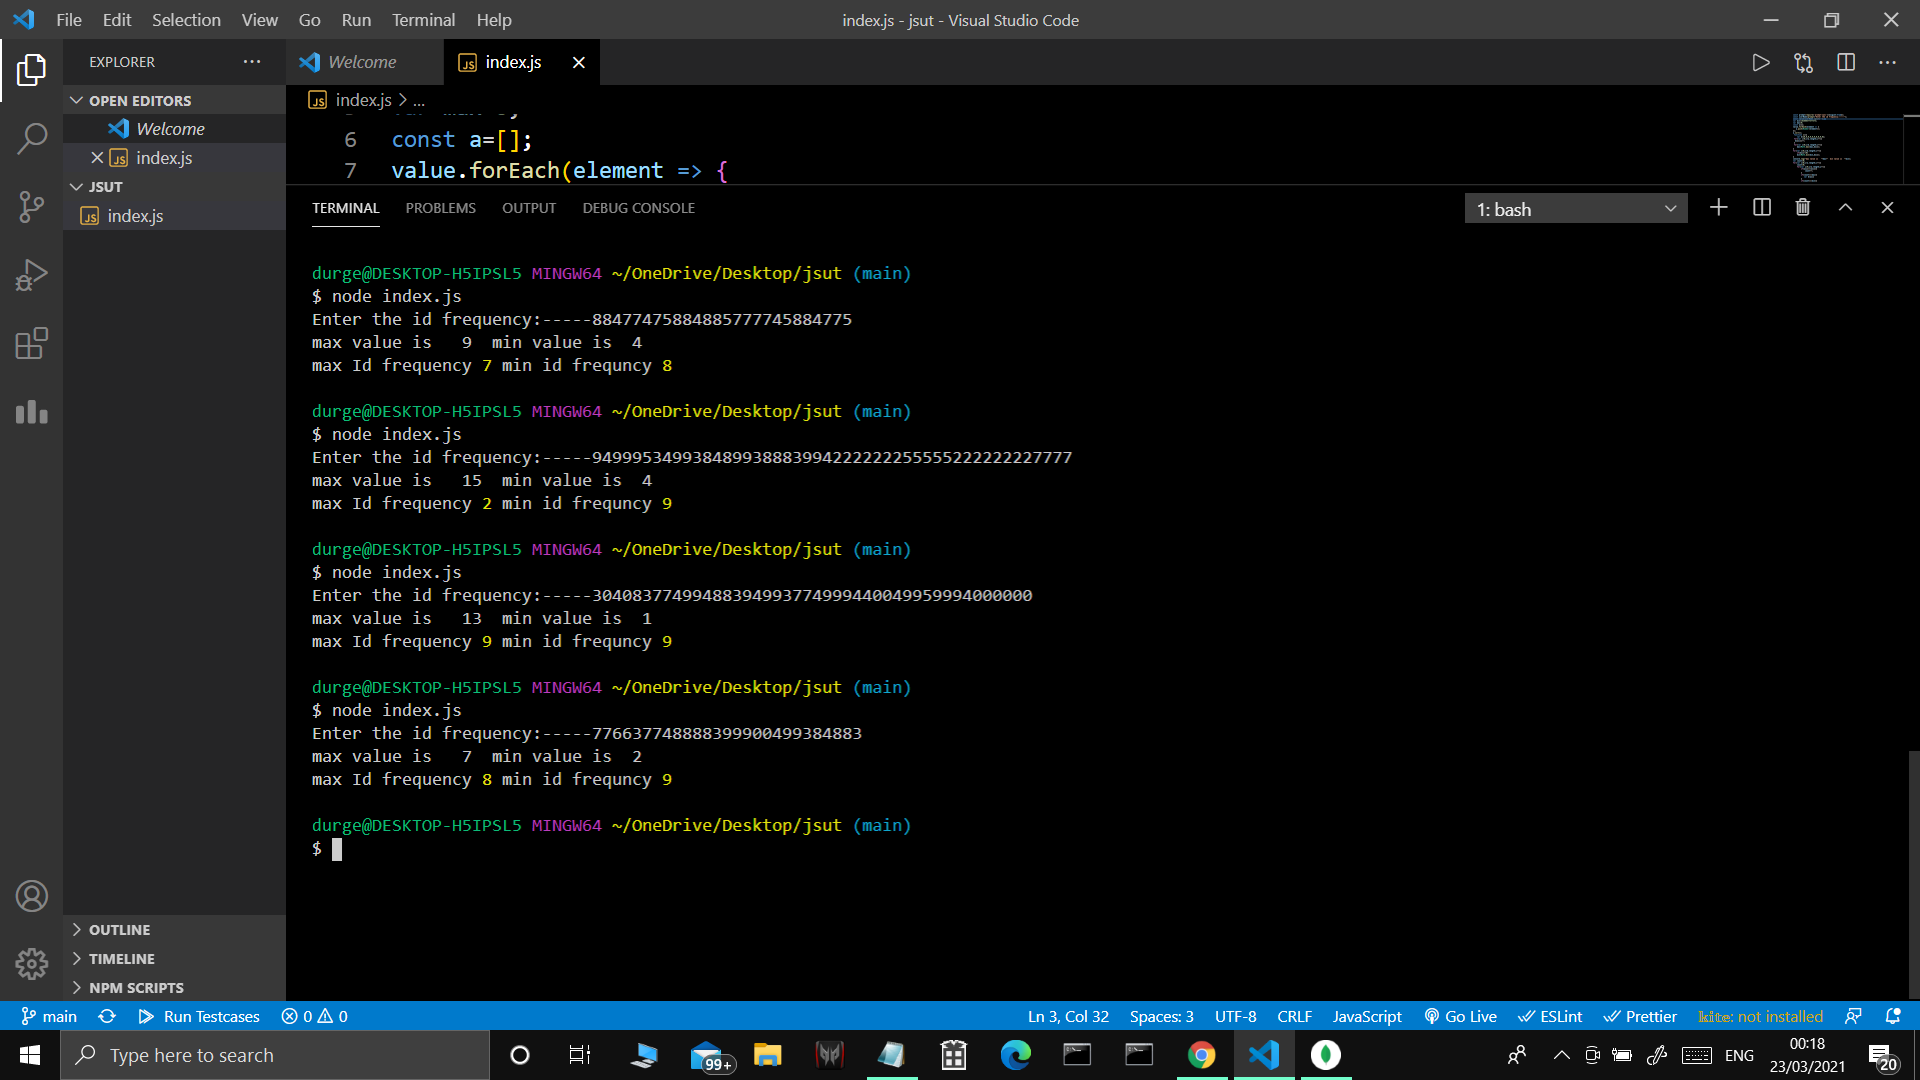 File Edit Selection View Go Run Terminal Help
index.js - jsut - Visual Studio Code
EXPLORER
Welcome
index.js
OPEN EDITORS
Welcome
index.js
JSUT
index.js
index.js > ...
6 const a=[];
7 value.forEach(element => {
TERMINAL PROBLEMS OUTPUT DEBUG CONSOLE
1: bash
durge@DESKTOP-H5IPSL5 MINGW64 ~/OneDrive/Desktop/jsut (main)
$ node index.js
Enter the id frequency:-----88477475884885777745884775
max value is   9  min value is  4
max Id frequency 7 min id frequncy 8
durge@DESKTOP-H5IPSL5 MINGW64 ~/OneDrive/Desktop/jsut (main)
$ node index.js
Enter the id frequency:-----949995349938489938883994222222255555222222227777
max value is   15  min value is  4
max Id frequency 2 min id frequncy 9
durge@DESKTOP-H5IPSL5 MINGW64 ~/OneDrive/Desktop/jsut (main)
$ node index.js
Enter the id frequency:-----30408377499488394993774999440049959994000000
max value is   13  min value is  1
max Id frequency 9 min id frequncy 9
durge@DESKTOP-H5IPSL5 MINGW64 ~/OneDrive/Desktop/jsut (main)
$ node index.js
Enter the id frequency:-----776637748888399900499384883
max value is   7  min value is  2
max Id frequency 8 min id frequncy 9
durge@DESKTOP-H5IPSL5 MINGW64 ~/OneDrive/Desktop/jsut (main)
$
OUTLINE
TIMELINE
NPM SCRIPTS
main Run Testcases 0 0 Ln 3, Col 32 Spaces: 3 UTF-8 CRLF JavaScript Go Live ESLint Prettier kite: not installed
Type here to search
99+
ENG
00:18
23/03/2021
20